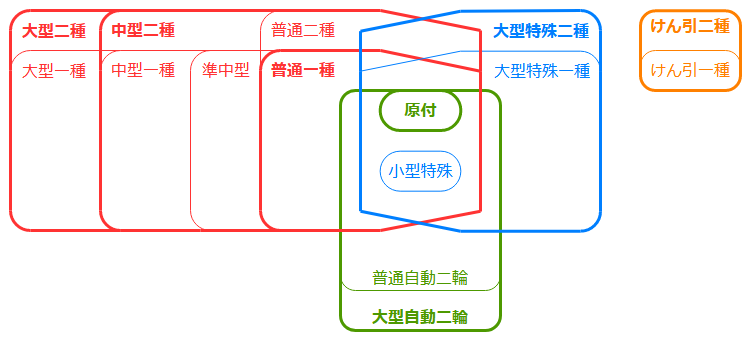 大型二種
中型二種
普通二種
大型特殊二種
けん引二種
大型一種
中型一種
準中型
普通一種
大型特殊一種
けん引一種
原付
小型特殊
普通自動二輪
大型自動二輪